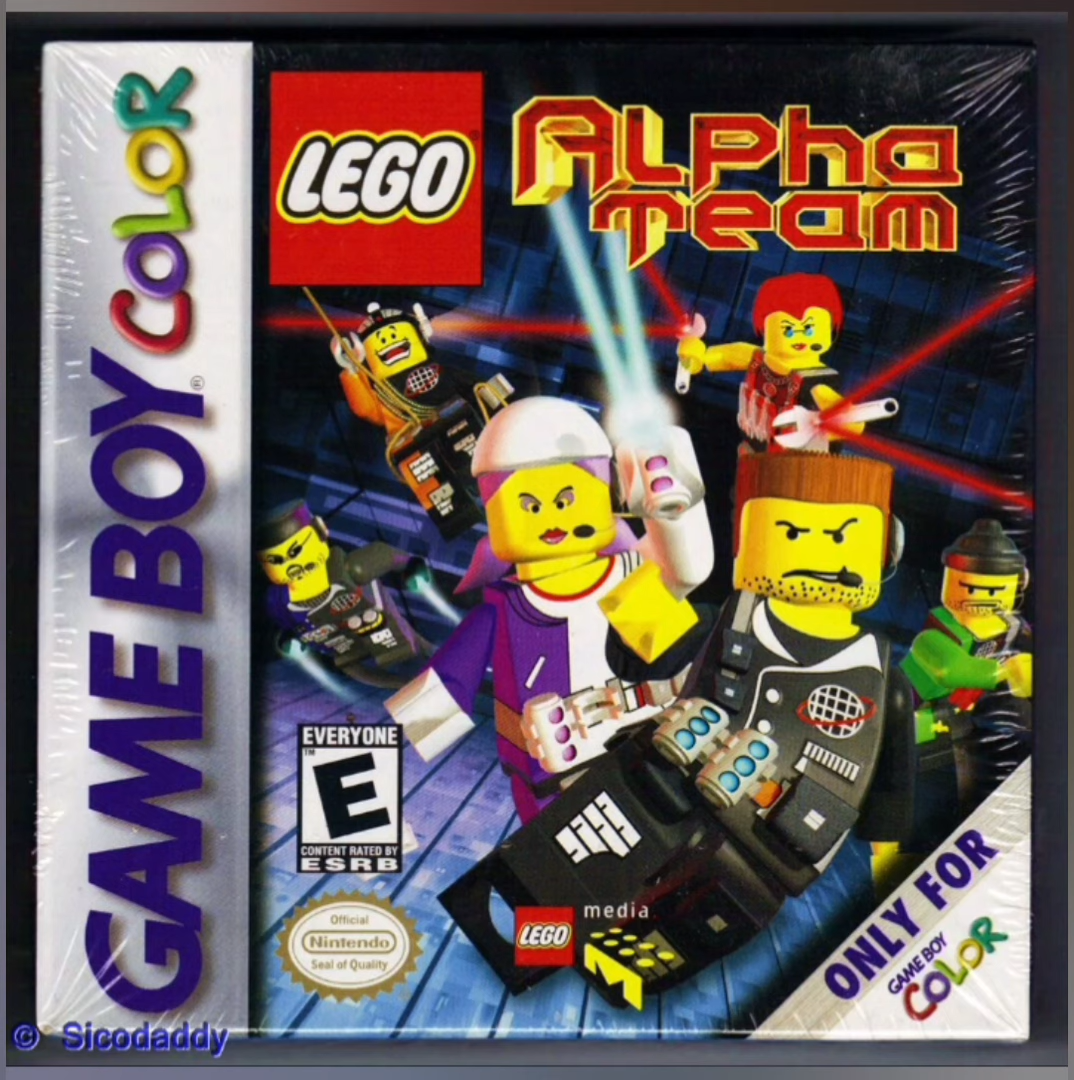 GAME BOY COLOR
®
LEGO
®
ALPha
Team
EVERYONE
™
E
CONTENT RATED BY
ESRB
Official
Nintendo
Seal of Quality
LEGO
media
ONLY FOR
GAME BOY
COLOR
© Sicodaddy